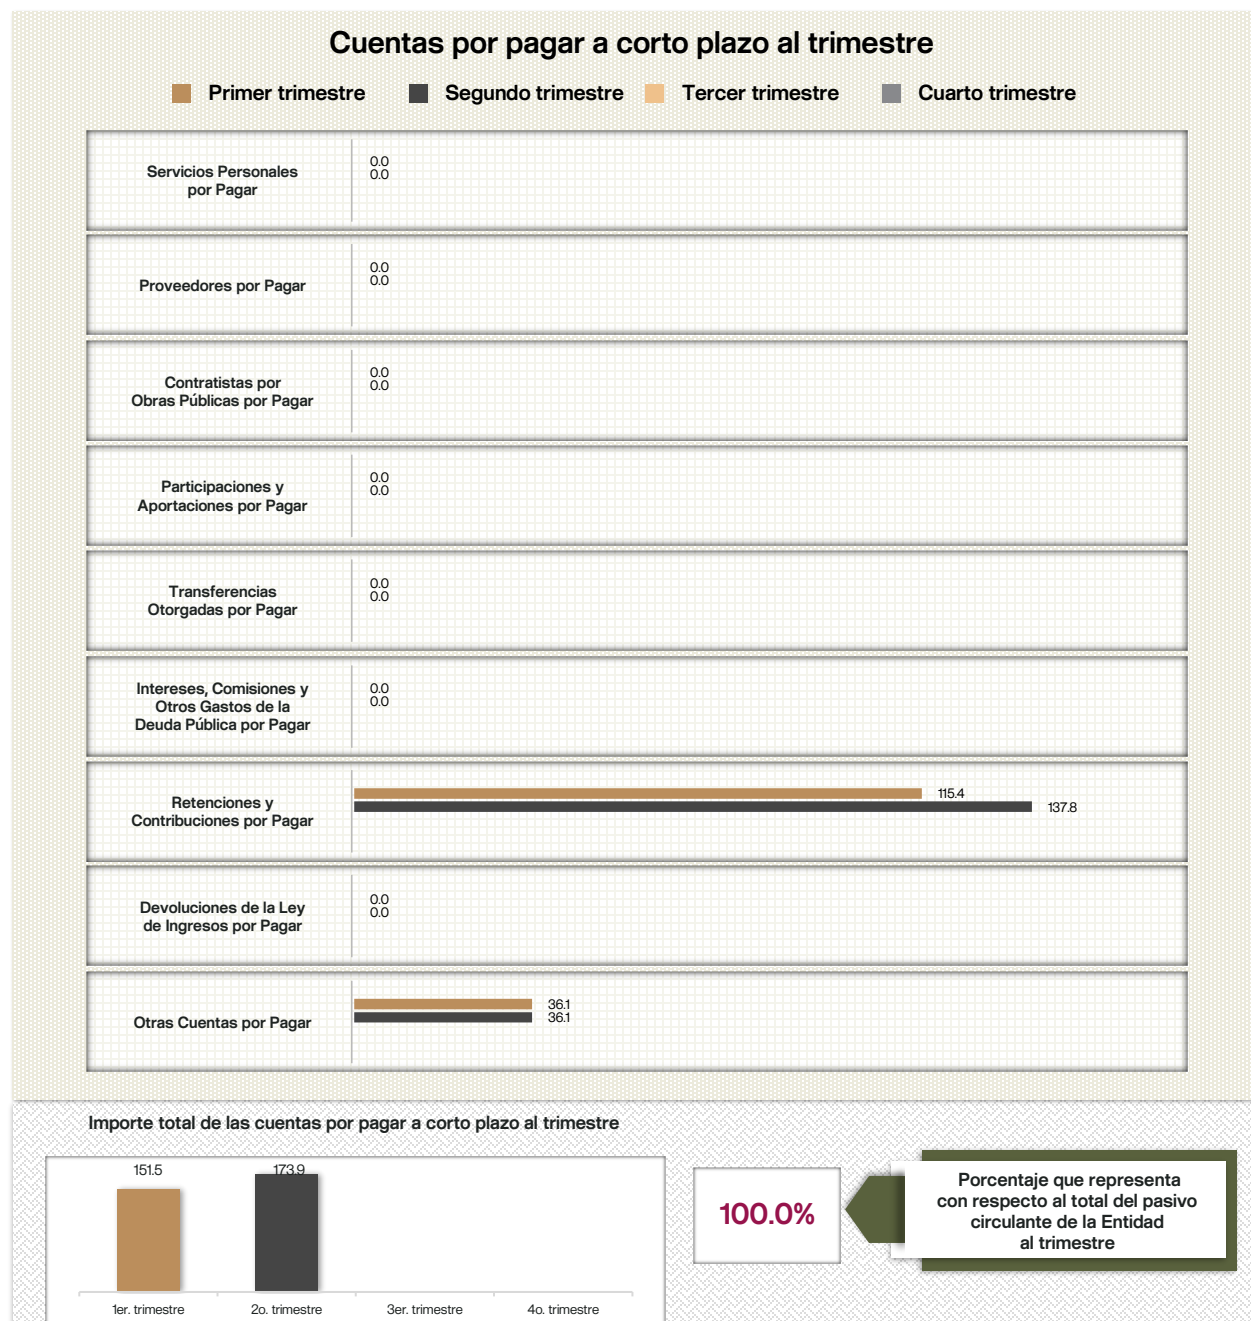 Cuentas por pagar a corto plazo al trimestre
Primer trimestre Segundo trimestre Tercer trimestre Cuarto trimestre
Servicios Personales
por Pagar
0.0
0.0
Proveedores por Pagar
0.0
0.0
Contratistas por
Obras Públicas por Pagar
0.0
0.0
Participaciones y
Aportaciones por Pagar
0.0
0.0
Transferencias
Otorgadas por Pagar
0.0
0.0
Intereses, Comisiones y
Otros Gastos de la
Deuda Pública por Pagar
0.0
0.0
Retenciones y
Contribuciones por Pagar
115.4
137.8
Devoluciones de la Ley
de Ingresos por Pagar
0.0
0.0
Otras Cuentas por Pagar
36.1
36.1
Importe total de las cuentas por pagar a corto plazo al trimestre
151.5 173.9
1er. trimestre 2o. trimestre 3er. trimestre 4o. trimestre
100.0%
Porcentaje que representa
con respecto al total del pasivo
circulante de la Entidad
al trimestre